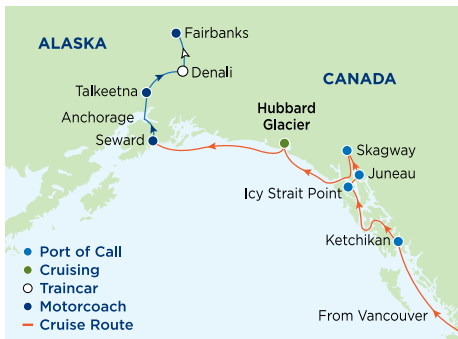 Fairbanks
ALASKA
Denali
CANADA
Talkeetna
Hubbard
Glacier
Anchorage
Seward
Skagway
Juneau
Icy Strait Point
Ketchikan
Port of Call
Cruising
Traincar
Motorcoach
Cruise Route
From Vancouver